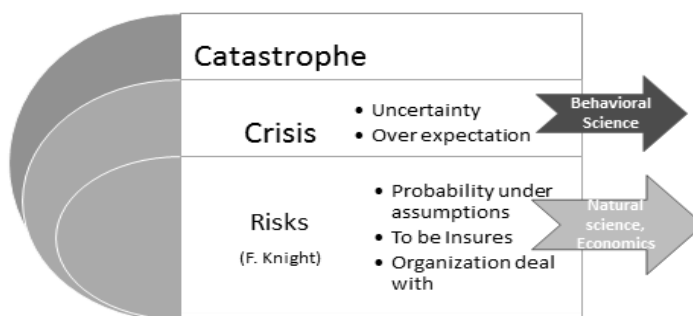 Catastrophe
Crisis
• Uncertainty
• Over expectation
Behavioral
Science
Risks
(F. Knight)
• Probability under
assumptions
• To be Insures
• Organization deal
with
Natural
science,
Economics